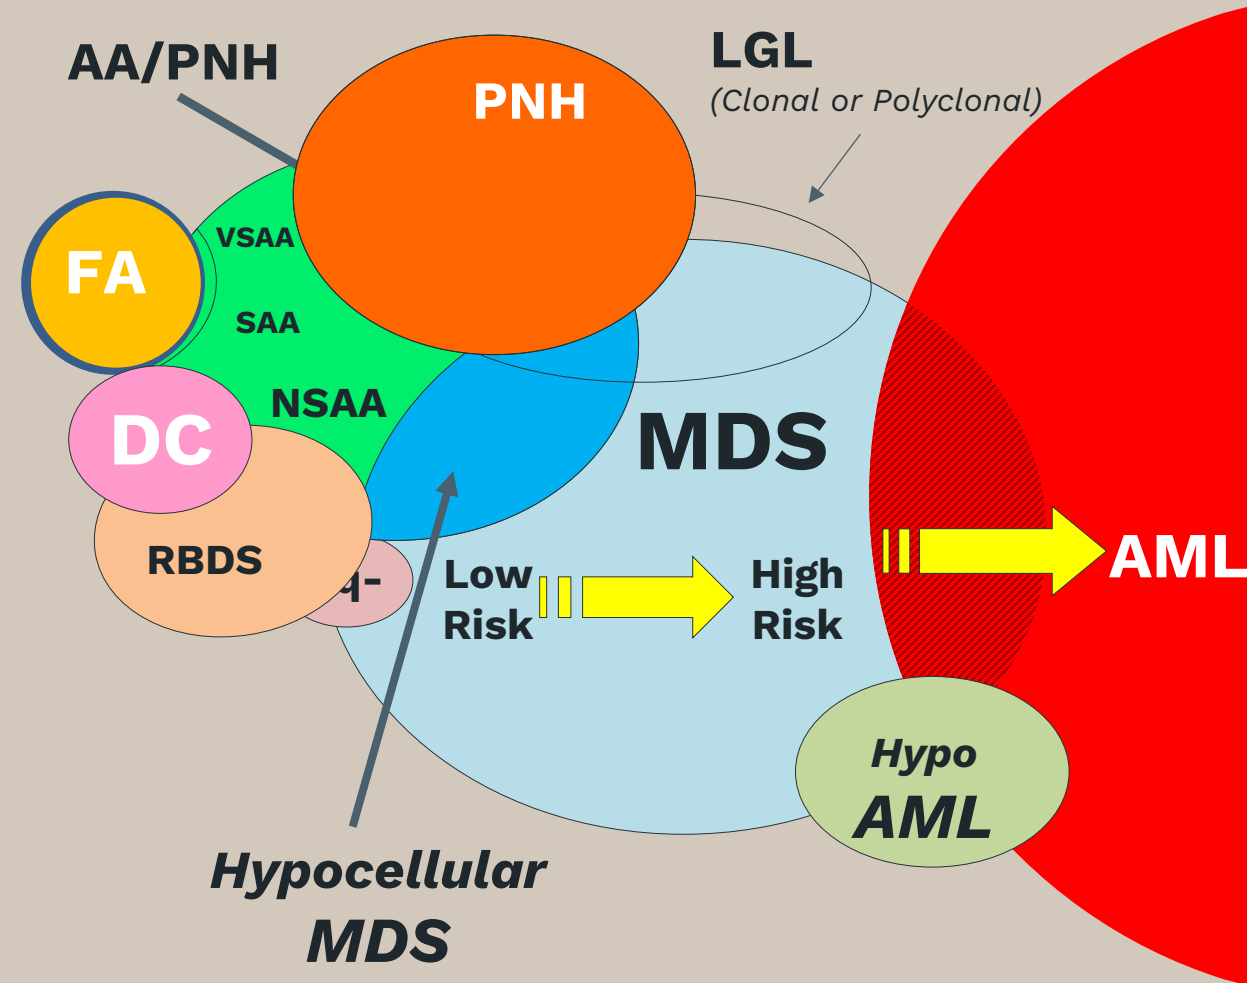 AA/PNH
PNH
LGL
(Clonal or Polyclonal)
FA
VSAA
SAA
NSAA
DC
MDS
RBDS
q-
Low
Risk
High
Risk
AML
Hypo
AML
Hypocellular
MDS